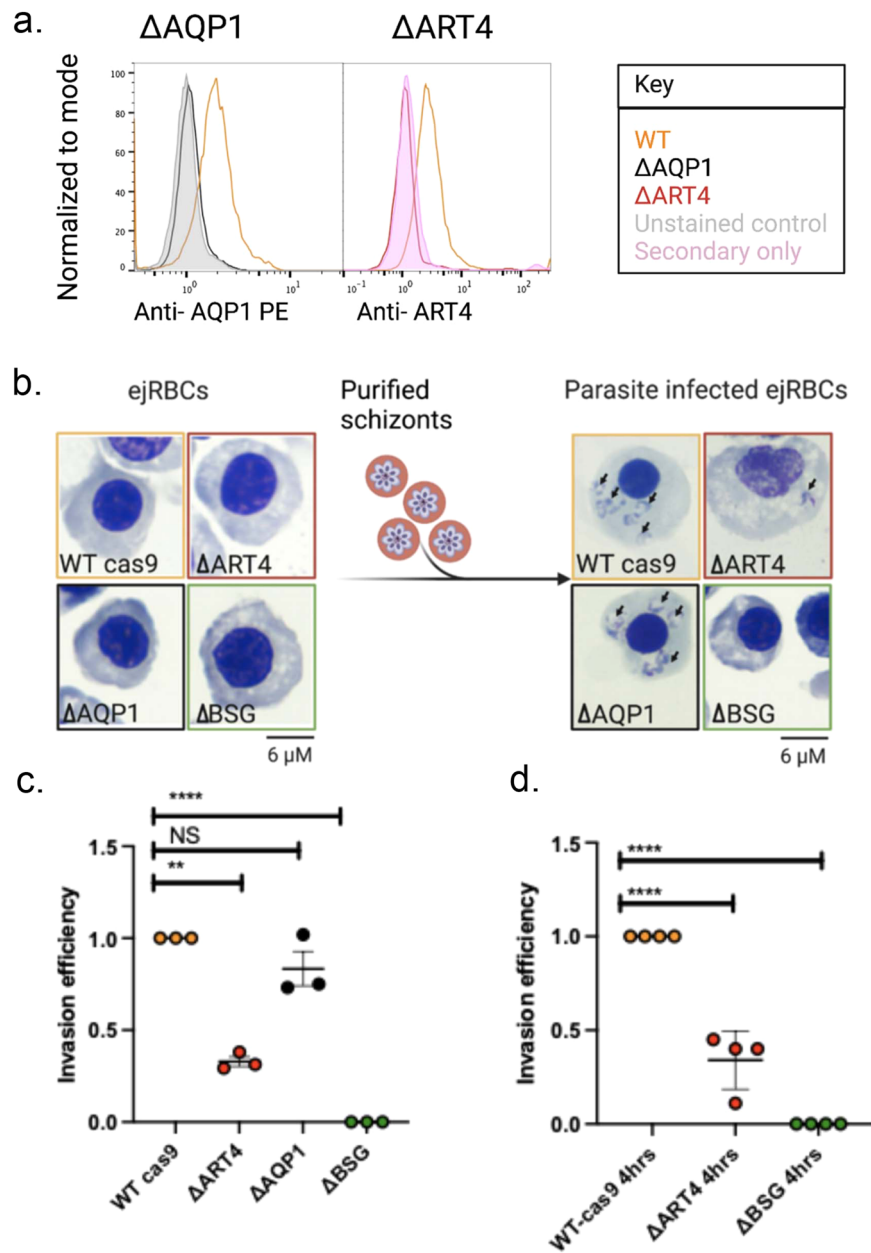 a.
ΔAQP1
ΔART4
Normalized to mode
100
80
60
40
20
0
10⁰
10¹
10⁻¹
10⁰
10¹
10²
Anti- AQP1 PE
Anti- ART4
Key
WT
ΔAQP1
ΔART4
Unstained control
Secondary only
b.
ejRBCs
Purified
schizonts
Parasite infected ejRBCs
WT cas9
ΔART4
ΔAQP1
ΔBSG
6 µM
WT cas9
ΔART4
ΔAQP1
ΔBSG
6 µM
c.
****
NS
**
Invasion efficiency
1.5
1.0
0.5
0.0
WT cas9
ΔART4
ΔAQP1
ΔBSG
d.
****
****
Invasion efficiency
1.5
1.0
0.5
0.0
WT-cas9 4hrs
ΔART4 4hrs
ΔBSG 4hrs